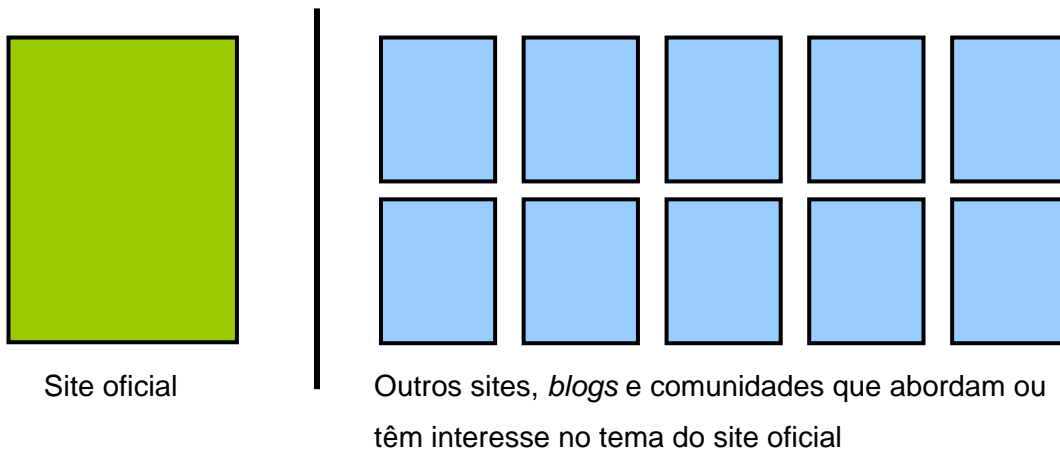 Site oficial
Outros sites, blogs e comunidades que abordam ou
têm interesse no tema do site oficial